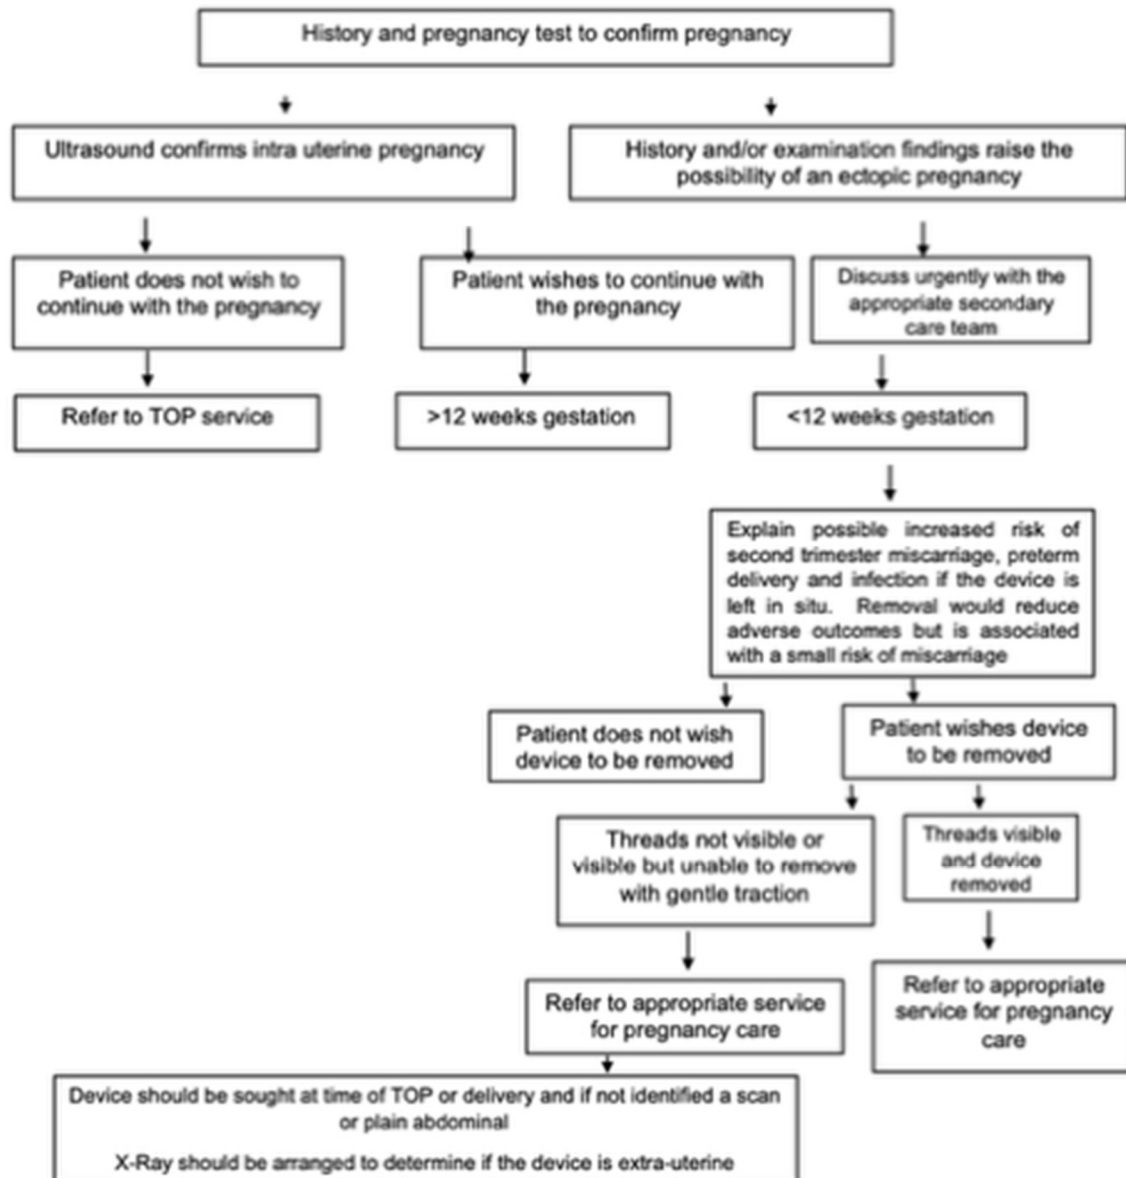 History and pregnancy test to confirm pregnancy
Ultrasound confirms intra uterine pregnancy
History and/or examination findings raise the
possibility of an ectopic pregnancy
Patient does not wish to
continue with the pregnancy
Patient wishes to continue with
the pregnancy
Discuss urgently with the
appropriate secondary
care team
Refer to TOP service
>12 weeks gestation
<12 weeks gestation
Explain possible increased risk of
second trimester miscarriage, preterm
delivery and infection if the device is
left in situ. Removal would reduce
adverse outcomes but is associated
with a small risk of miscarriage
Patient does not wish
device to be removed
Patient wishes device
to be removed
Threads not visible or
visible but unable to remove
with gentle traction
Threads visible
and device
removed
Refer to appropriate service
for pregnancy care
Refer to appropriate
service for pregnancy
care
Device should be sought at time of TOP or delivery and if not identified a scan
or plain abdominal
X-Ray should be arranged to determine if the device is extra-uterine